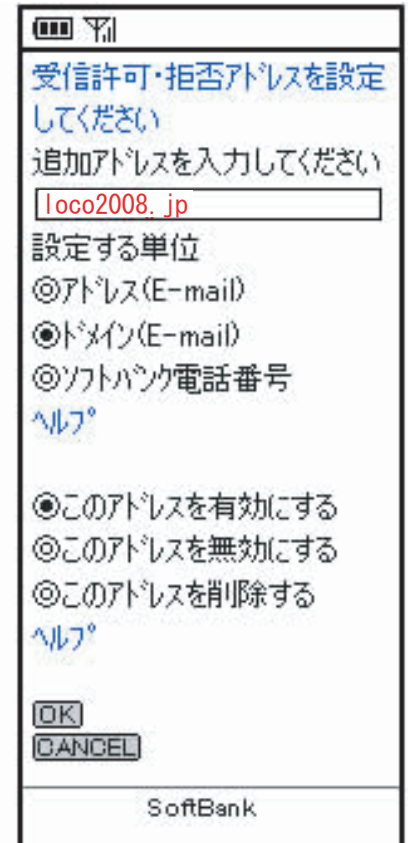 受信許可･拒否ｱﾄﾞﾚｽを設定
してください
追加ｱﾄﾞﾚｽを入力してください
loco2008. jp
設定する単位
◎ｱﾄﾞﾚｽ(E-mail)
◉ﾄﾞﾒｲﾝ(E-mail)
◎ｿﾌﾄﾊﾞﾝｸ電話番号
ﾍﾙﾌﾟ
◉このｱﾄﾞﾚｽを有効にする
◎このｱﾄﾞﾚｽを無効にする
◎このｱﾄﾞﾚｽを削除する
ﾍﾙﾌﾟ
OK
CANCEL
SoftBank